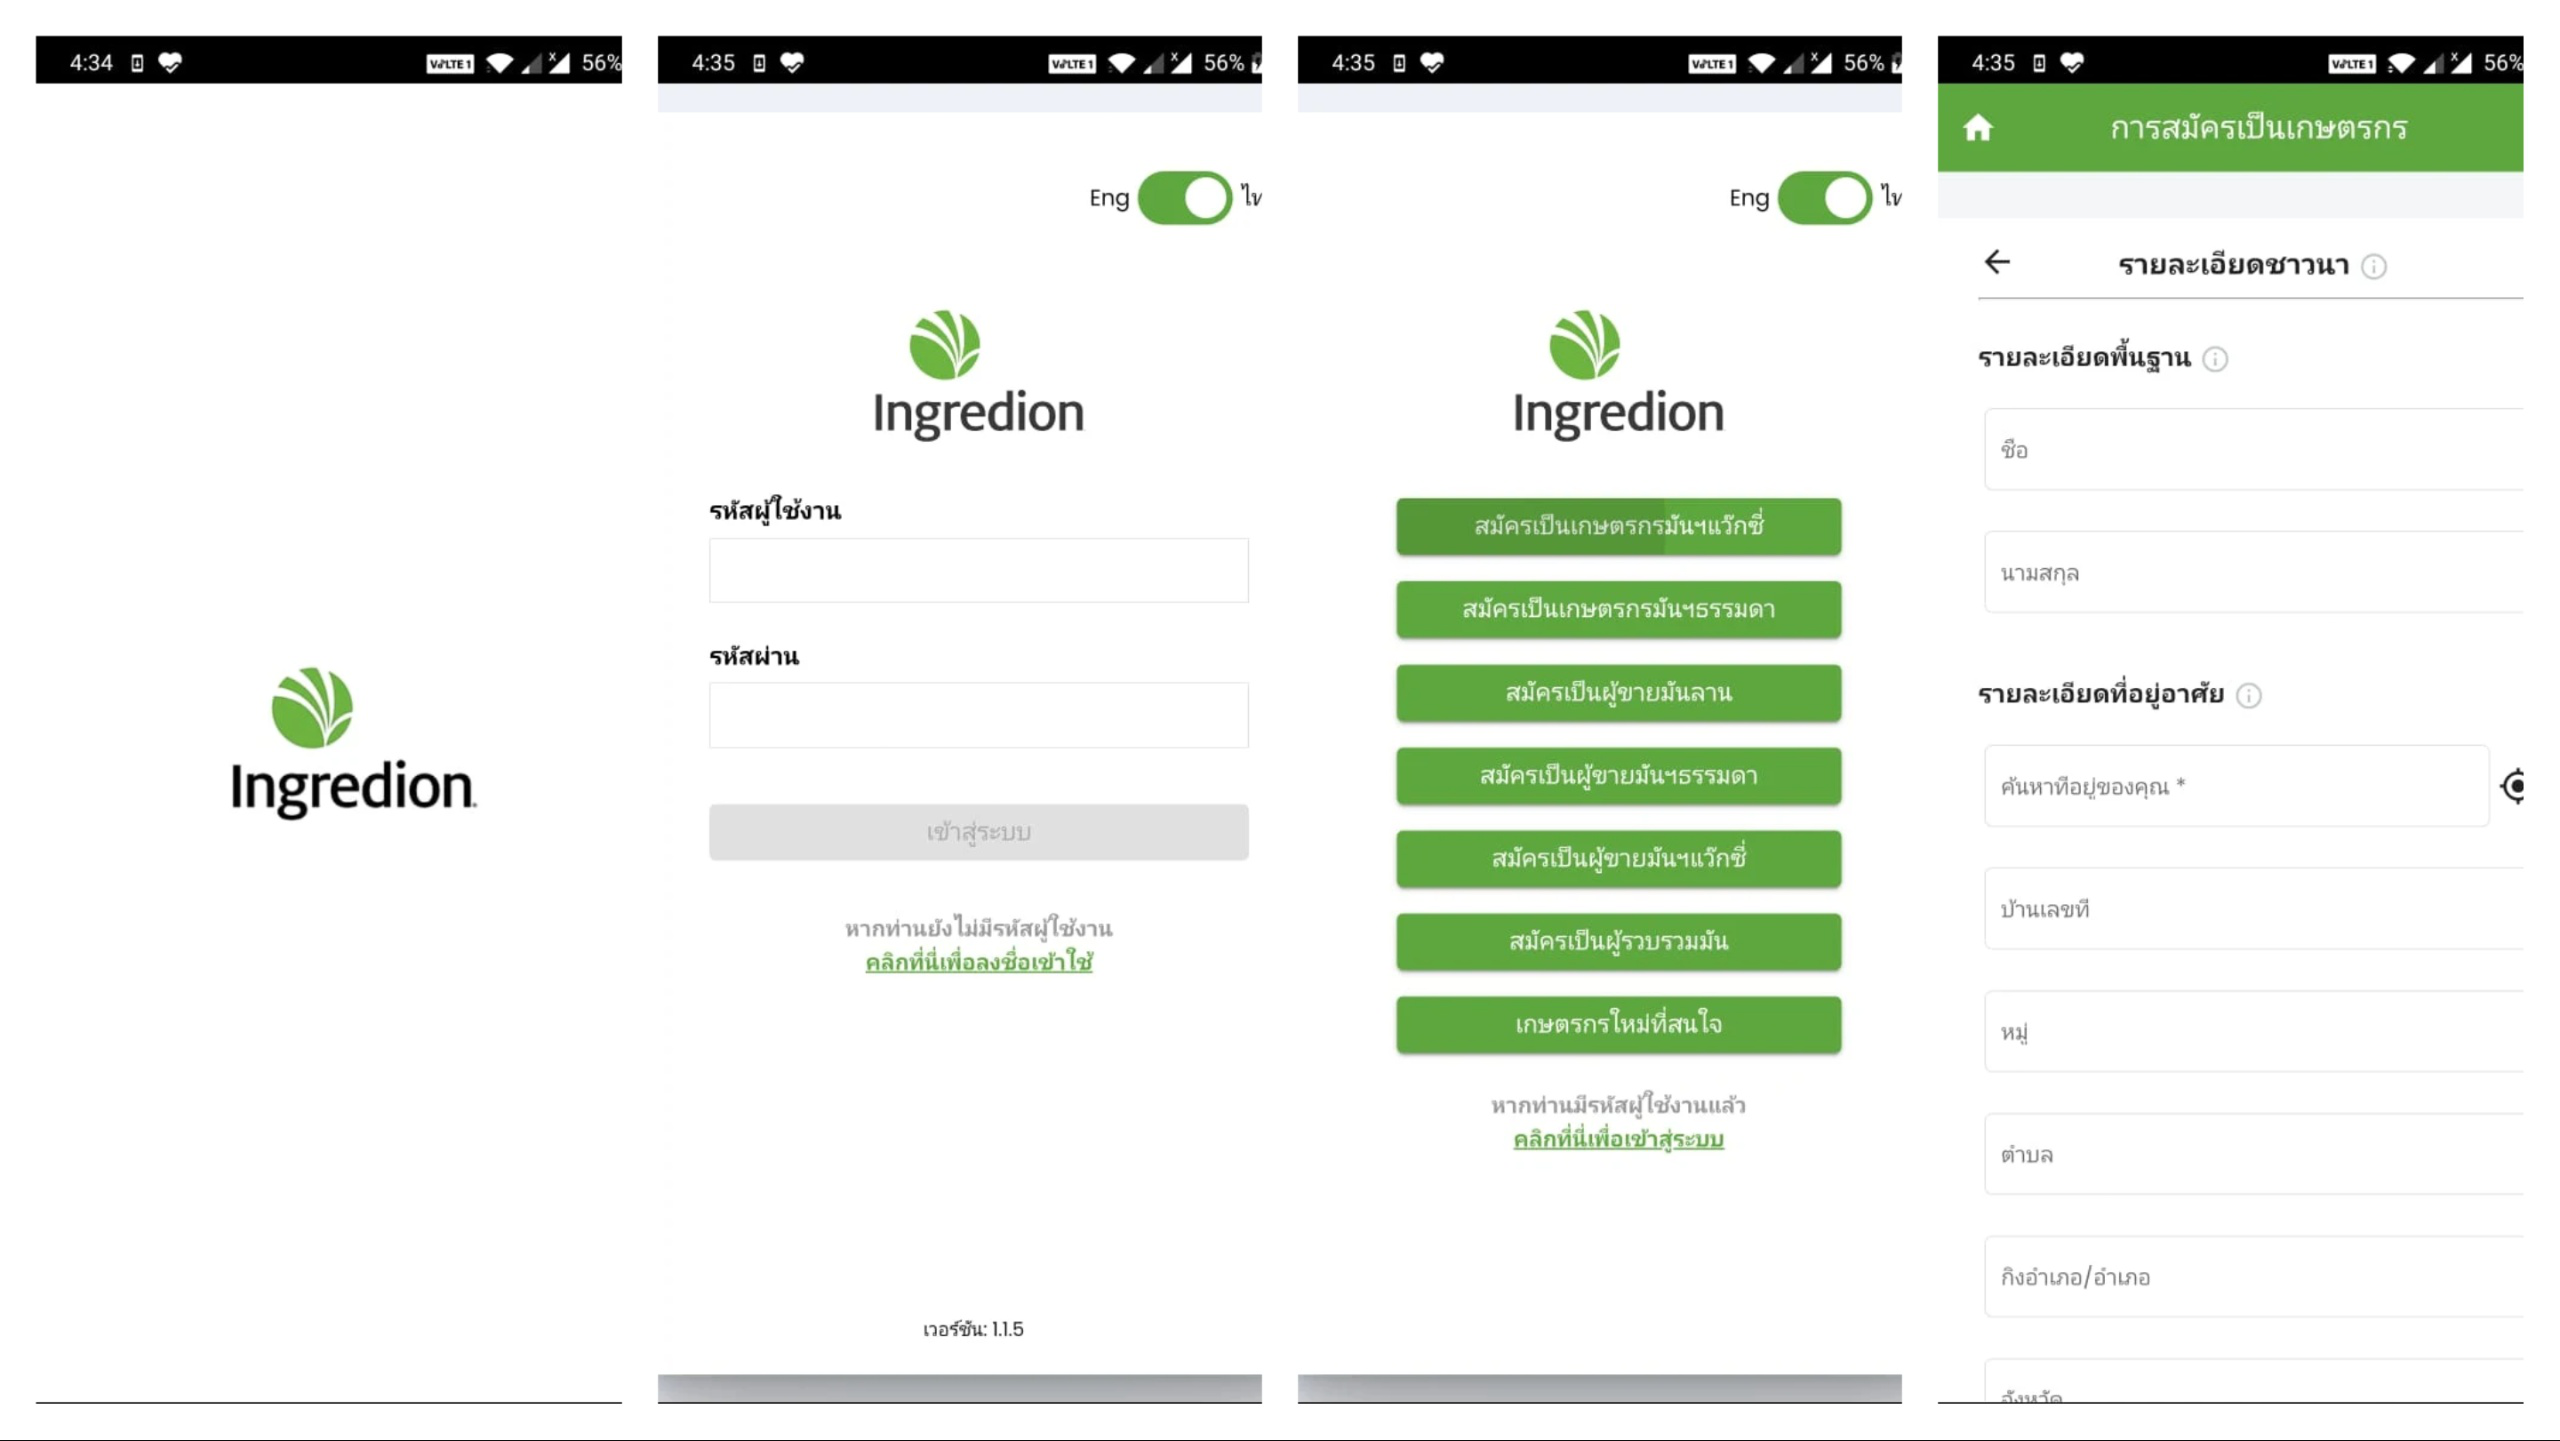 4:34
VoLTE 1
56%
Ingredion.
4:35
VoLTE 1
56%
Eng
Ingredion
รหัสผู้ใช้งาน
รหัสผ่าน
เข้าสู่ระบบ
หากท่านยังไม่มีรหัสผู้ใช้งาน
คลิกที่นี่เพื่อลงชื่อเข้าใช้
เวอร์ชัน: 1.1.5
4:35
VoLTE 1
56%
Eng
Ingredion
สมัครเป็นเกษตรกรมันฯแว๊กซี่
สมัครเป็นเกษตรกรมันฯธรรมดา
สมัครเป็นผู้ขายมันลาน
สมัครเป็นผู้ขายมันฯธรรมดา
สมัครเป็นผู้ขายมันฯแว๊กซี่
สมัครเป็นผู้รวบรวมมัน
เกษตรกรใหม่ที่สนใจ
หากท่านมีรหัสผู้ใช้งานแล้ว
คลิกที่นี่เพื่อเข้าสู่ระบบ
4:35
VoLTE 1
56%
การสมัครเป็นเกษตรกร
รายละเอียดชาวนา
รายละเอียดพื้นฐาน
ชื่อ
นามสกุล
รายละเอียดที่อยู่อาศัย
ค้นหาที่อยู่ของคุณ *
บ้านเลขที่
หมู่
ตำบล
กิ่งอำเภอ/อำเภอ
จังหวัด